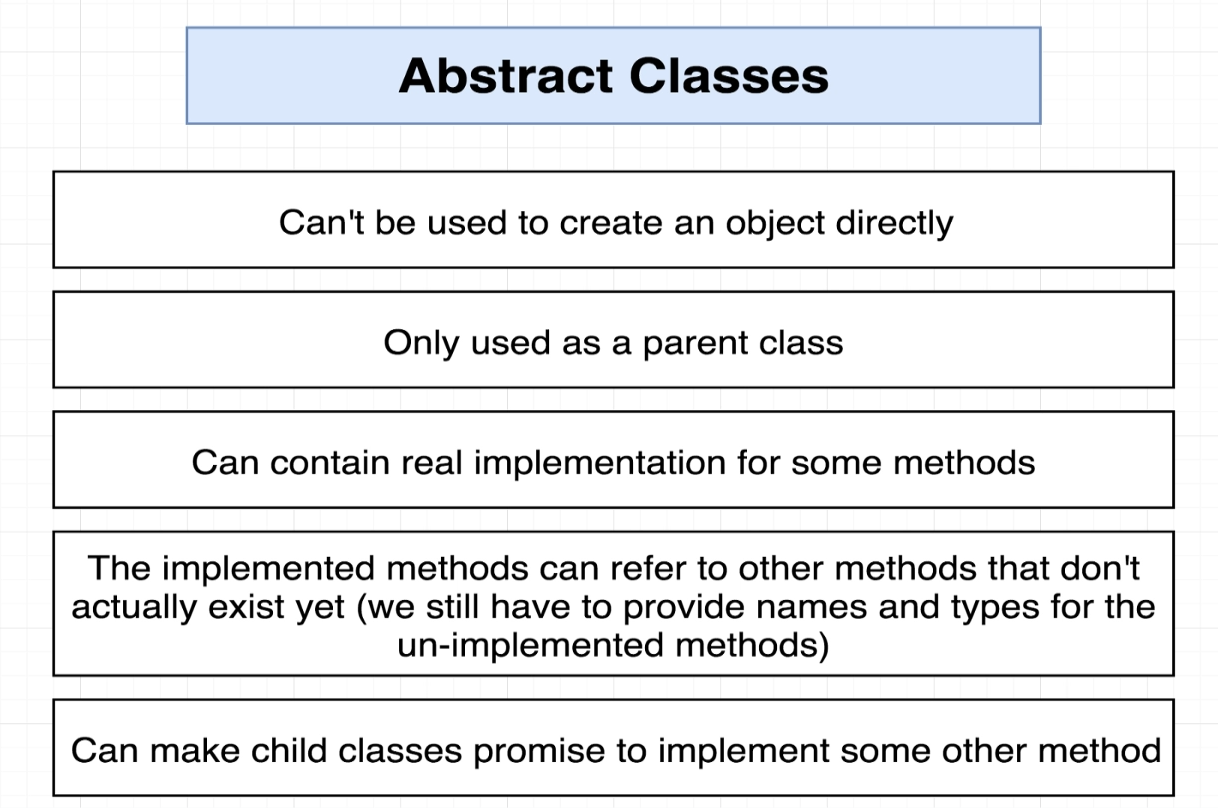 Abstract Classes
Can't be used to create an object directly
Only used as a parent class
Can contain real implementation for some methods
The implemented methods can refer to other methods that don't
actually exist yet (we still have to provide names and types for the
un-implemented methods)
Can make child classes promise to implement some other method